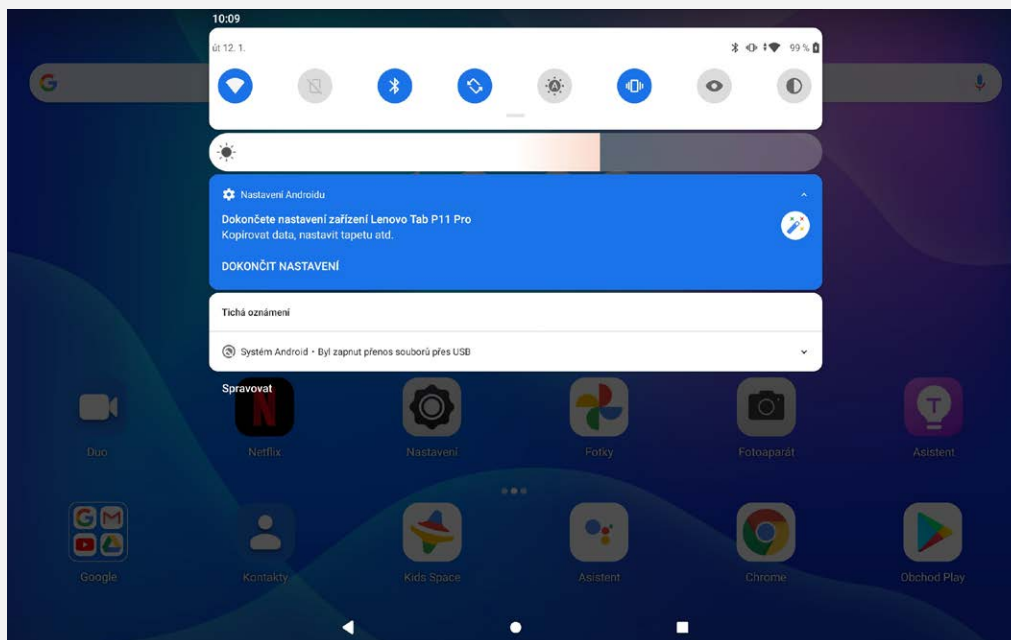 10:09
út 12. 1.
99 %
Nastavení Androidu
Dokončete nastavení zařízení Lenovo Tab P11 Pro
Kopírovat data, nastavit tapetu atd.
DOKONČIT NASTAVENÍ
Tichá oznámení
Systém Android • Byl zapnut přenos souborů přes USB
Spravovat
Duo
Netflix
Nastavení
Fotky
Fotoaparát
Asistent
Google
Kontakty
Kids Space
Asistent
Chrome
Obchod Play